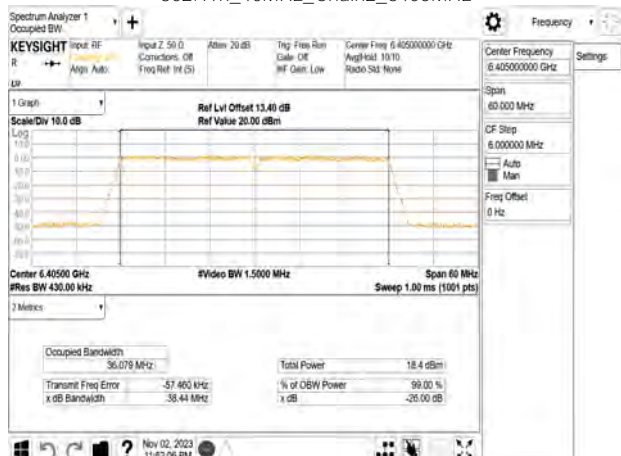 Spectrum Analyzer 1
Occupied BW
Frequency
KEYSIGHT
Input: RF
Input Z: 50 Ω
Atten: 20 dB
Trig: Free Run
Center Freq: 6.405000000 GHz
R
Corrections: Off
Gate: Off
Avg|Hold: 10/10
Align: Auto
Freq Ref: Int (S)
#IF Gain: Low
Radio Std: None
Center Frequency
6.405000000 GHz
Settings
Span
60.000 MHz
CF Step
6.000000 MHz
Auto
Man
Freq Offset
0 Hz
1 Graph
Scale/Div 10.0 dB
Ref Lvl Offset 13.40 dB
Ref Value 20.00 dBm
Log
Center 6.40500 GHz
#Video BW 1.5000 MHz
Span 60 MHz
#Res BW 430.00 kHz
Sweep 1.00 ms (1001 pts)
2 Metrics
Occupied Bandwidth
36.079 MHz
Total Power
18.4 dBm
Transmit Freq Error
-57.460 kHz
% of OBW Power
99.00 %
x dB Bandwidth
38.44 MHz
x dB
-26.00 dB
Nov 02, 2023